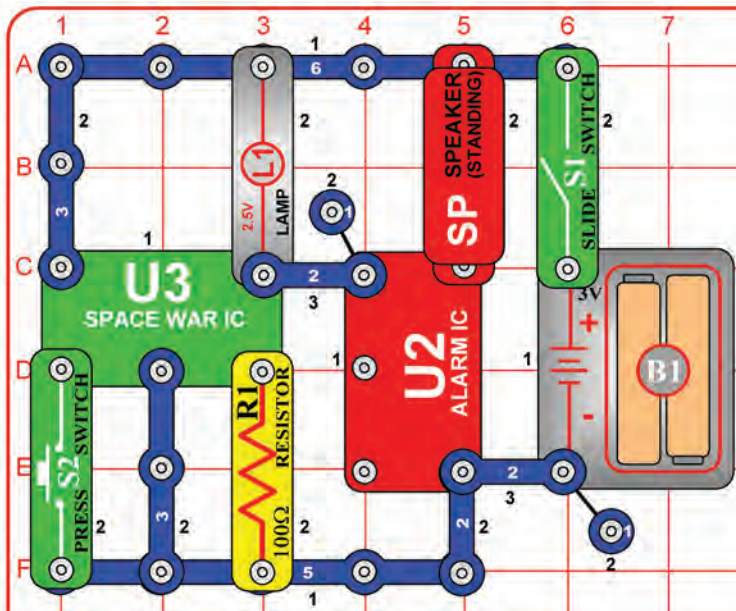 1 2 3 4 5 6 7
A
1
6
2
2
2
2
SPEAKER
(STANDING)
SP
S1
SLIDE SWITCH
B
L1
2.5V
LAMP
3
2
1
1
C
U3
SPACE WAR IC
2
3
3V
+
-
B1
1
U2
ALARM IC
1
D
S2
PRESS SWITCH
R1
RESISTOR
100Ω
E
2
3
1
2
2
3
2
2
2
2
F
5
1